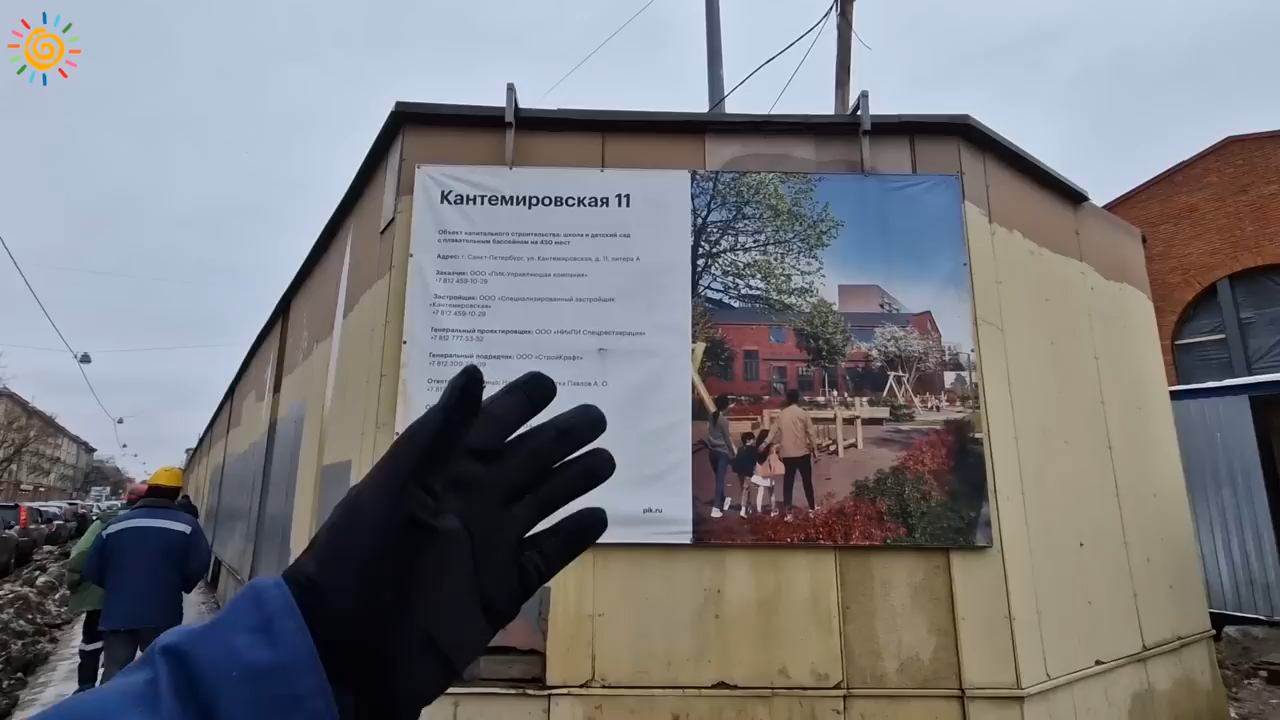 Кантемировская 11
Объект капитального строительства: школа и детский сад
с плавательным бассейном на 450 мест
Адрес: г. Санкт-Петербург, ул. Кантемировская, д. 11, литера А
Заказчик: ООО «ПИК-Управляющая компания»
+7 812 459-10-29
Застройщик: ООО «Специализированный застройщик
«Кантемировская»
+7 812 459-10-29
Генеральный проектировщик: ООО «НИиПИ Спецреставрация»
+7 812 777-53-52
Генеральный подрядчик: ООО «СтройКрафт»
+7 812 309
Павлов А. О.
pik.ru